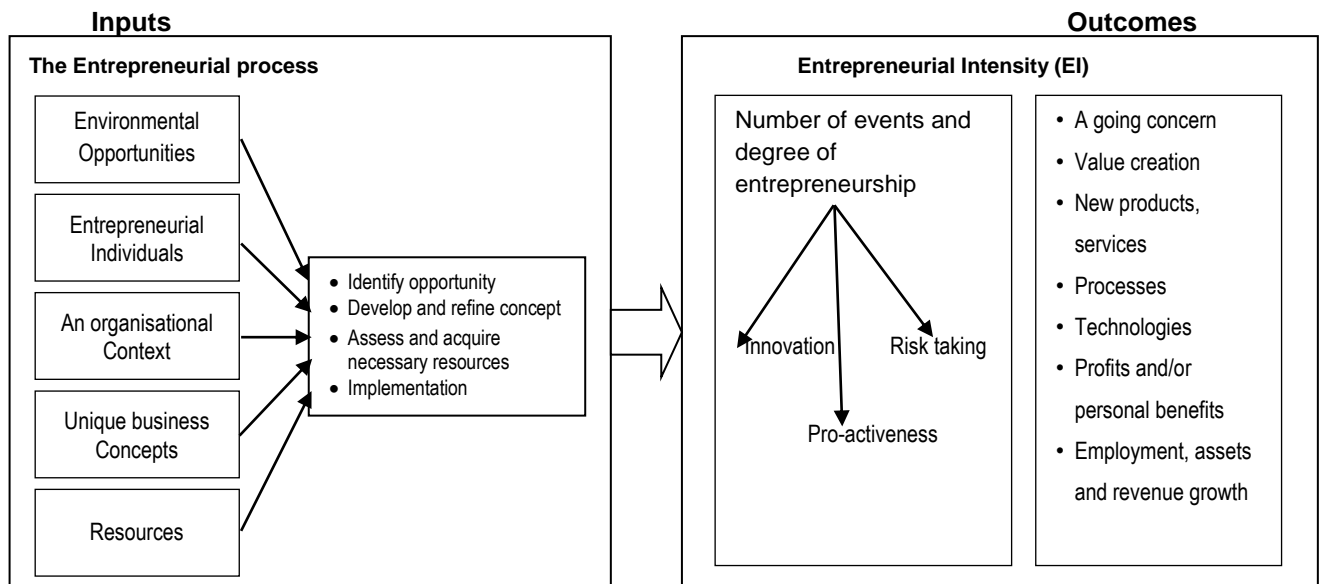 Inputs
The Entrepreneurial process
Environmental
Opportunities
Entrepreneurial
Individuals
An organisational
Context
Unique business
Concepts
Resources
• Identify opportunity
• Develop and refine concept
• Assess and acquire
necessary resources
• Implementation
Outcomes
Entrepreneurial Intensity (EI)
Number of events and
degree of
entrepreneurship
Innovation
Risk taking
Pro-activeness
• A going concern
• Value creation
• New products,
services
• Processes
• Technologies
• Profits and/or
personal benefits
• Employment, assets
and revenue growth